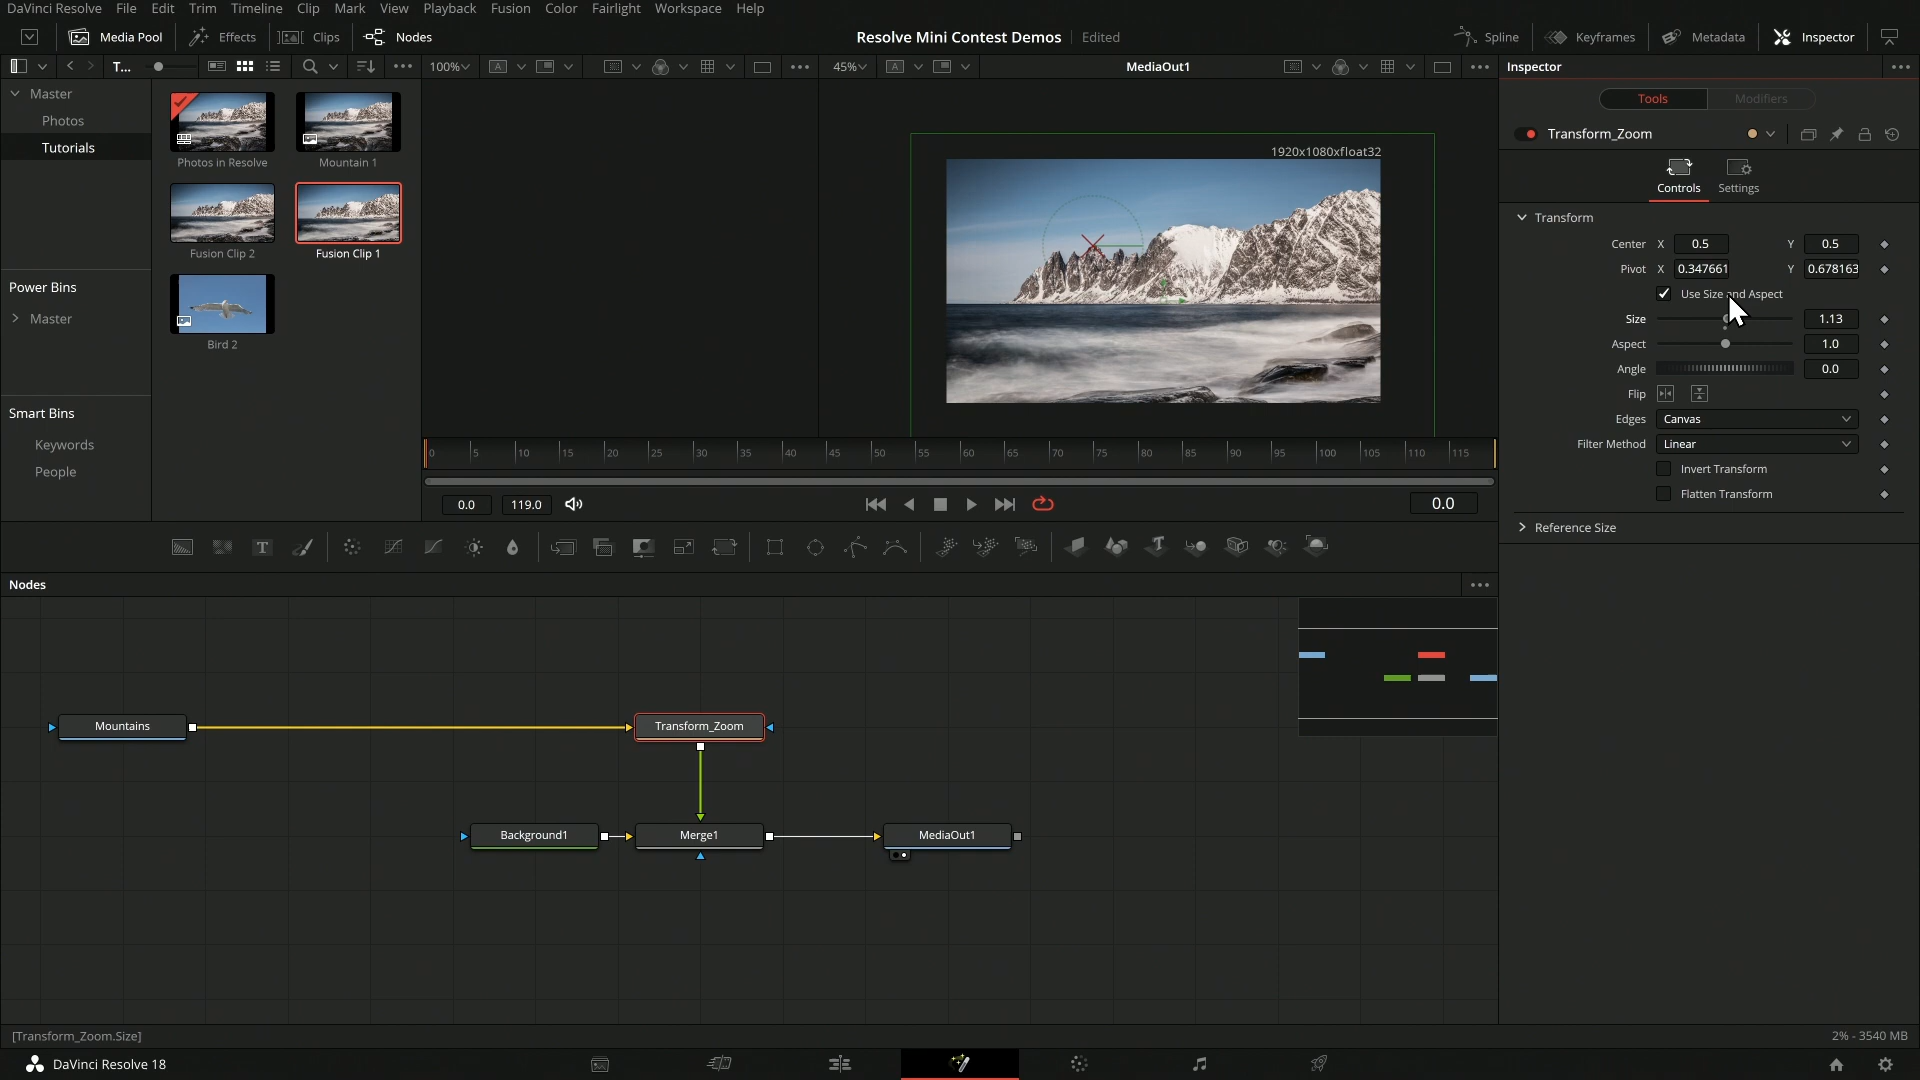 DaVinci Resolve File Edit Trim Timeline Clip Mark View Playback Fusion Color Fairlight Workspace Help
Media Pool Effects Clips Nodes Resolve Mini Contest Demos Edited Spline Keyframes Metadata Inspector
T... 100% A 45% A MediaOut1 Inspector
Master
Photos
Tutorials
Power Bins
Master
Smart Bins
Keywords
People
Photos in Resolve Mountain 1
Fusion Clip 2 Fusion Clip 1
Bird 2
1920x1080xfloat32
0 5 10 15 20 25 30 35 40 45 50 55 60 65 70 75 80 85 90 95 100 105 110 115
0.0 119.0 0.0
Tools Modifiers
Transform_Zoom
Controls Settings
Transform
Center X 0.5 Y 0.5
Pivot X 0.347661 Y 0.678163
Use Size and Aspect
Size 1.13
Aspect 1.0
Angle 0.0
Flip
Edges Canvas
Filter Method Linear
Invert Transform
Flatten Transform
Reference Size
T T
Nodes
Mountains Transform_Zoom
Background1 Merge1 MediaOut1
[Transform_Zoom.Size] 2% - 3540 MB
DaVinci Resolve 18